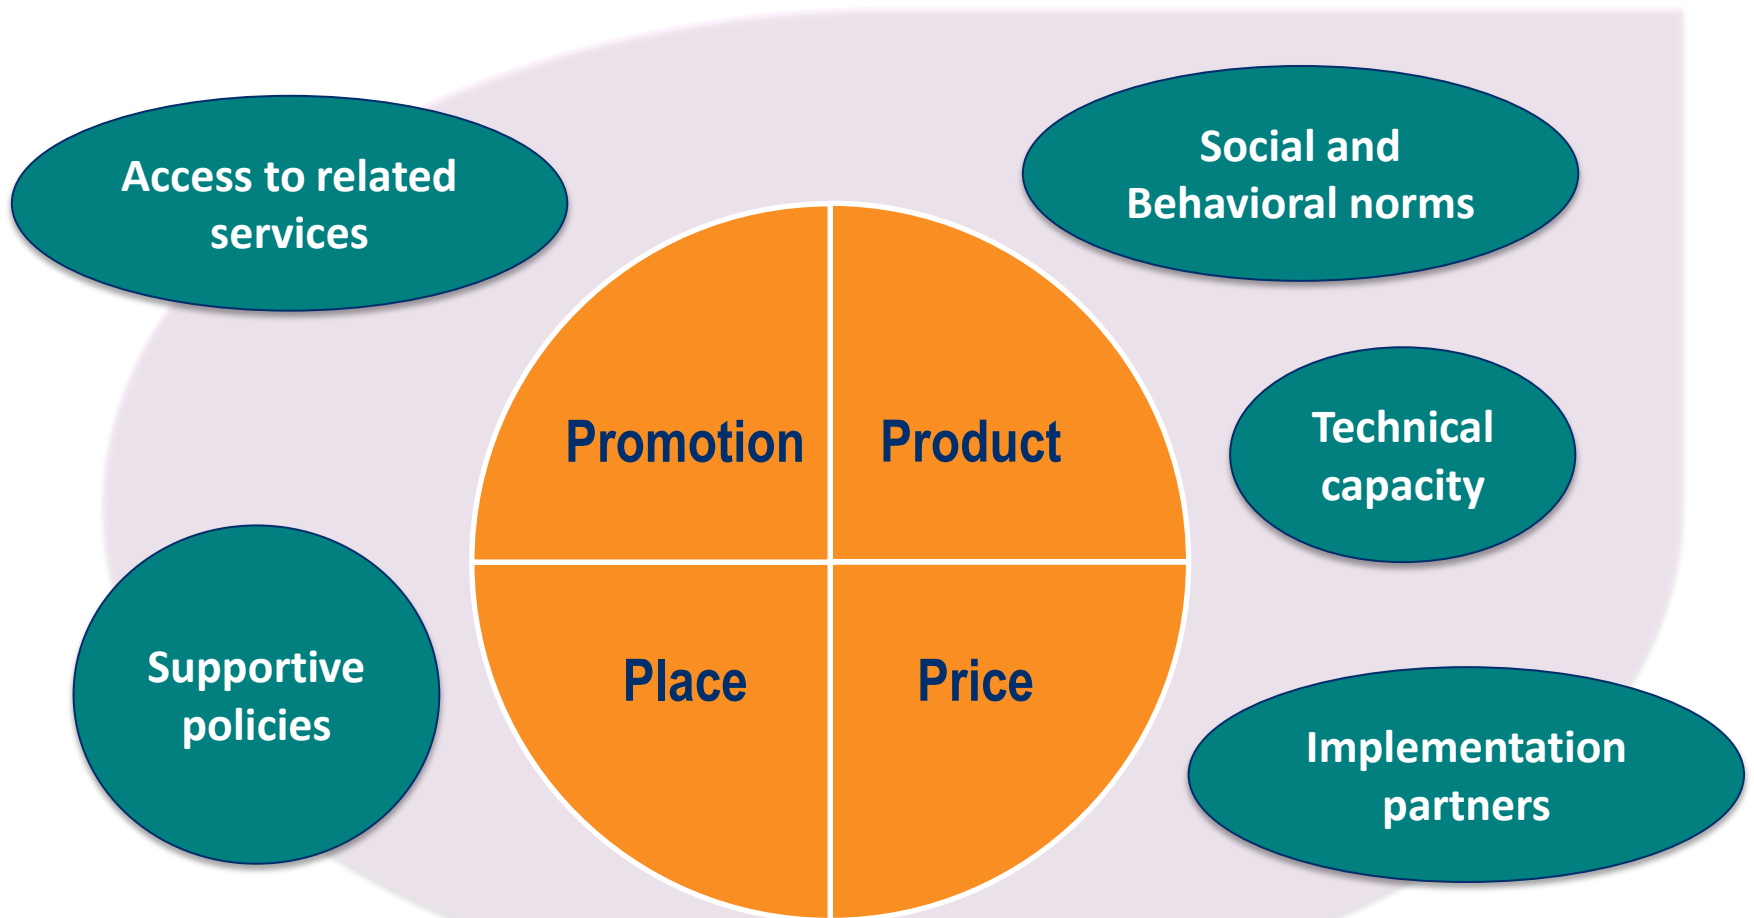 Access to related
services
Social and
Behavioral norms
Promotion
Product
Technical
capacity
Supportive
policies
Place
Price
Implementation
partners